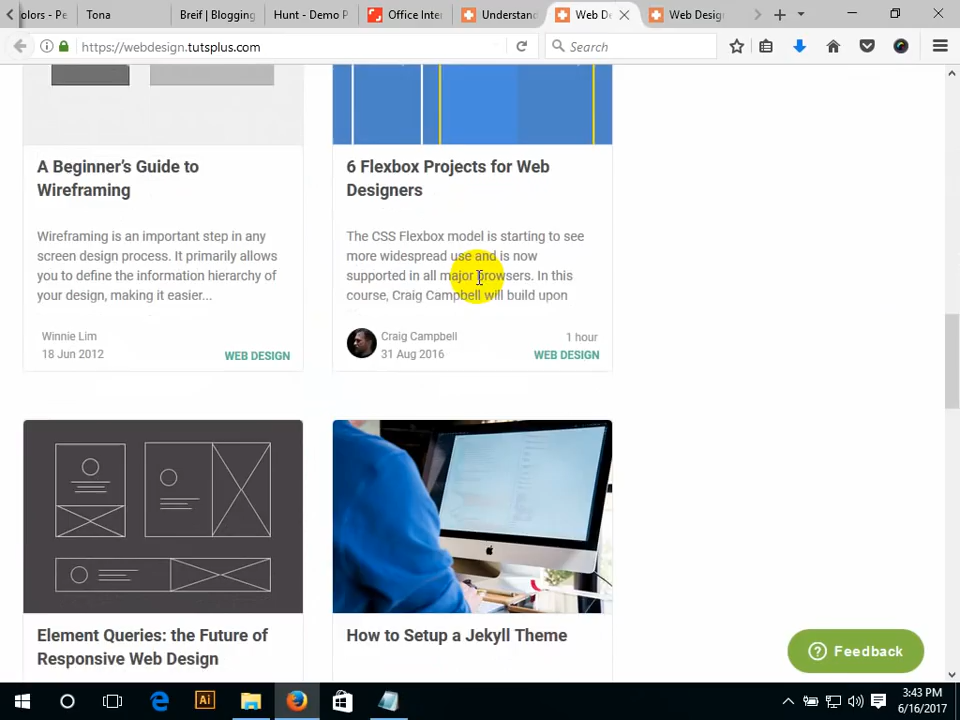 olors - Pe
Tona
Breif | Blogging
Hunt - Demo P
Office Inter
Understand
Web De
Web Desig
https://webdesign.tutsplus.com
Search
A Beginner's Guide to
Wireframing
Wireframing is an important step in any
screen design process. It primarily allows
you to define the information hierarchy of
your design, making it easier...
Winnie Lim
18 Jun 2012
WEB DESIGN
6 Flexbox Projects for Web
Designers
The CSS Flexbox model is starting to see
more widespread use and is now
supported in all major browsers. In this
course, Craig Campbell will build upon
Craig Campbell
31 Aug 2016
1 hour
WEB DESIGN
Element Queries: the Future of
Responsive Web Design
How to Setup a Jekyll Theme
Feedback
Ai
3:43 PM
6/16/2017